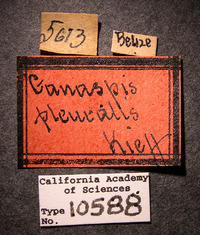 5613
Belize
Ganaspis
pleuralis
Kieff
California Academy
of Sciences
Type
No. 10588